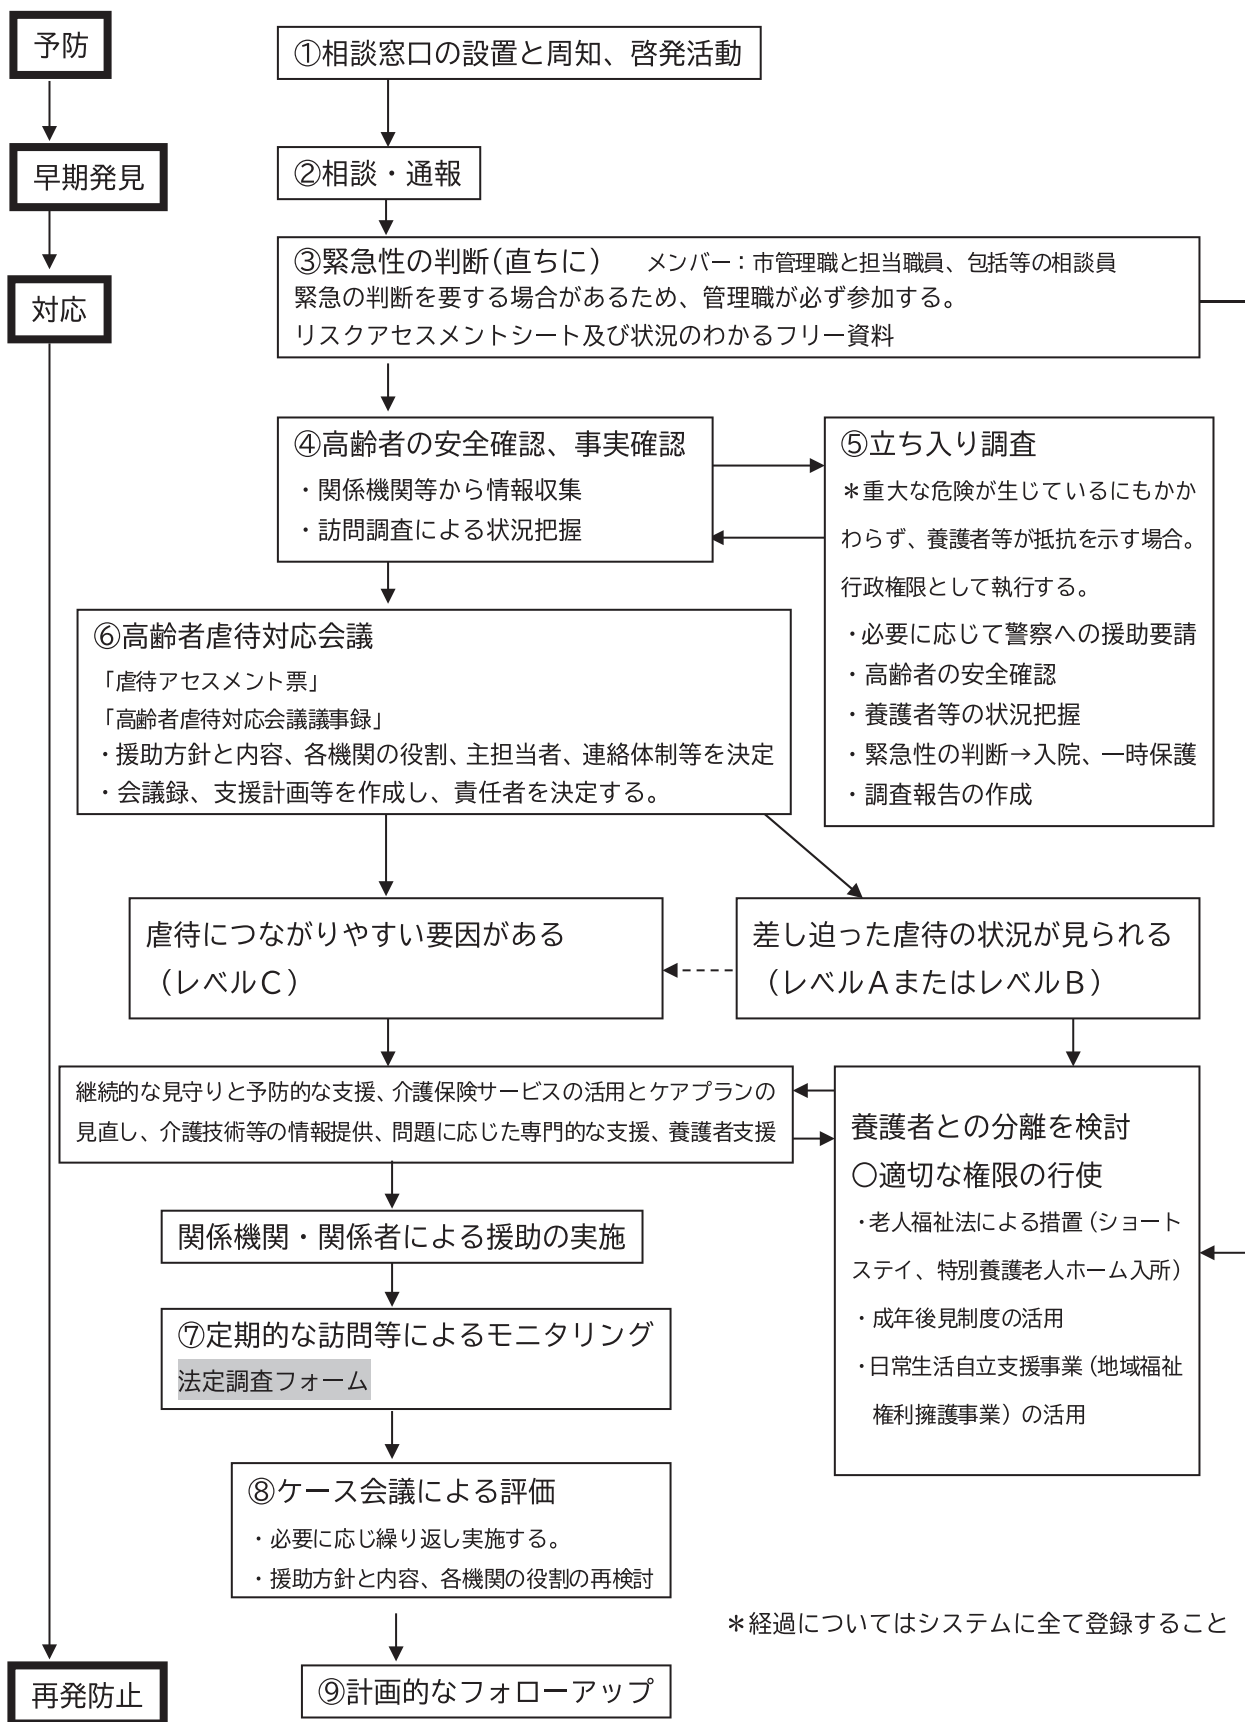 予防
早期発見
対応
再発防止
①相談窓口の設置と周知、啓発活動
②相談・通報
③緊急性の判断(直ちに) メンバー：市管理職と担当職員、包括等の相談員
緊急の判断を要する場合があるため、管理職が必ず参加する。
リスクアセスメントシート及び状況のわかるフリー資料
④高齢者の安全確認、事実確認
・関係機関等から情報収集
・訪問調査による状況把握
⑤立ち入り調査
＊重大な危険が生じているにもかか
わらず、養護者等が抵抗を示す場合。
行政権限として執行する。
・必要に応じて警察への援助要請
・高齢者の安全確認
・養護者等の状況把握
・緊急性の判断→入院、一時保護
・調査報告の作成
⑥高齢者虐待対応会議
「虐待アセスメント票」
「高齢者虐待対応会議議事録」
・援助方針と内容、各機関の役割、主担当者、連絡体制等を決定
・会議録、支援計画等を作成し、責任者を決定する。
虐待につながりやすい要因がある
（レベルＣ）
差し迫った虐待の状況が見られる
（レベルＡまたはレベルＢ）
継続的な見守りと予防的な支援、介護保険サービスの活用とケアプランの
見直し、介護技術等の情報提供、問題に応じた専門的な支援、養護者支援
養護者との分離を検討
〇適切な権限の行使
・老人福祉法による措置（ショート
ステイ、特別養護老人ホーム入所）
・成年後見制度の活用
・日常生活自立支援事業（地域福祉
権利擁護事業）の活用
関係機関・関係者による援助の実施
⑦定期的な訪問等によるモニタリング
法定調査フォーム
⑧ケース会議による評価
・必要に応じ繰り返し実施する。
・援助方針と内容、各機関の役割の再検討
＊経過についてはシステムに全て登録すること
⑨計画的なフォローアップ